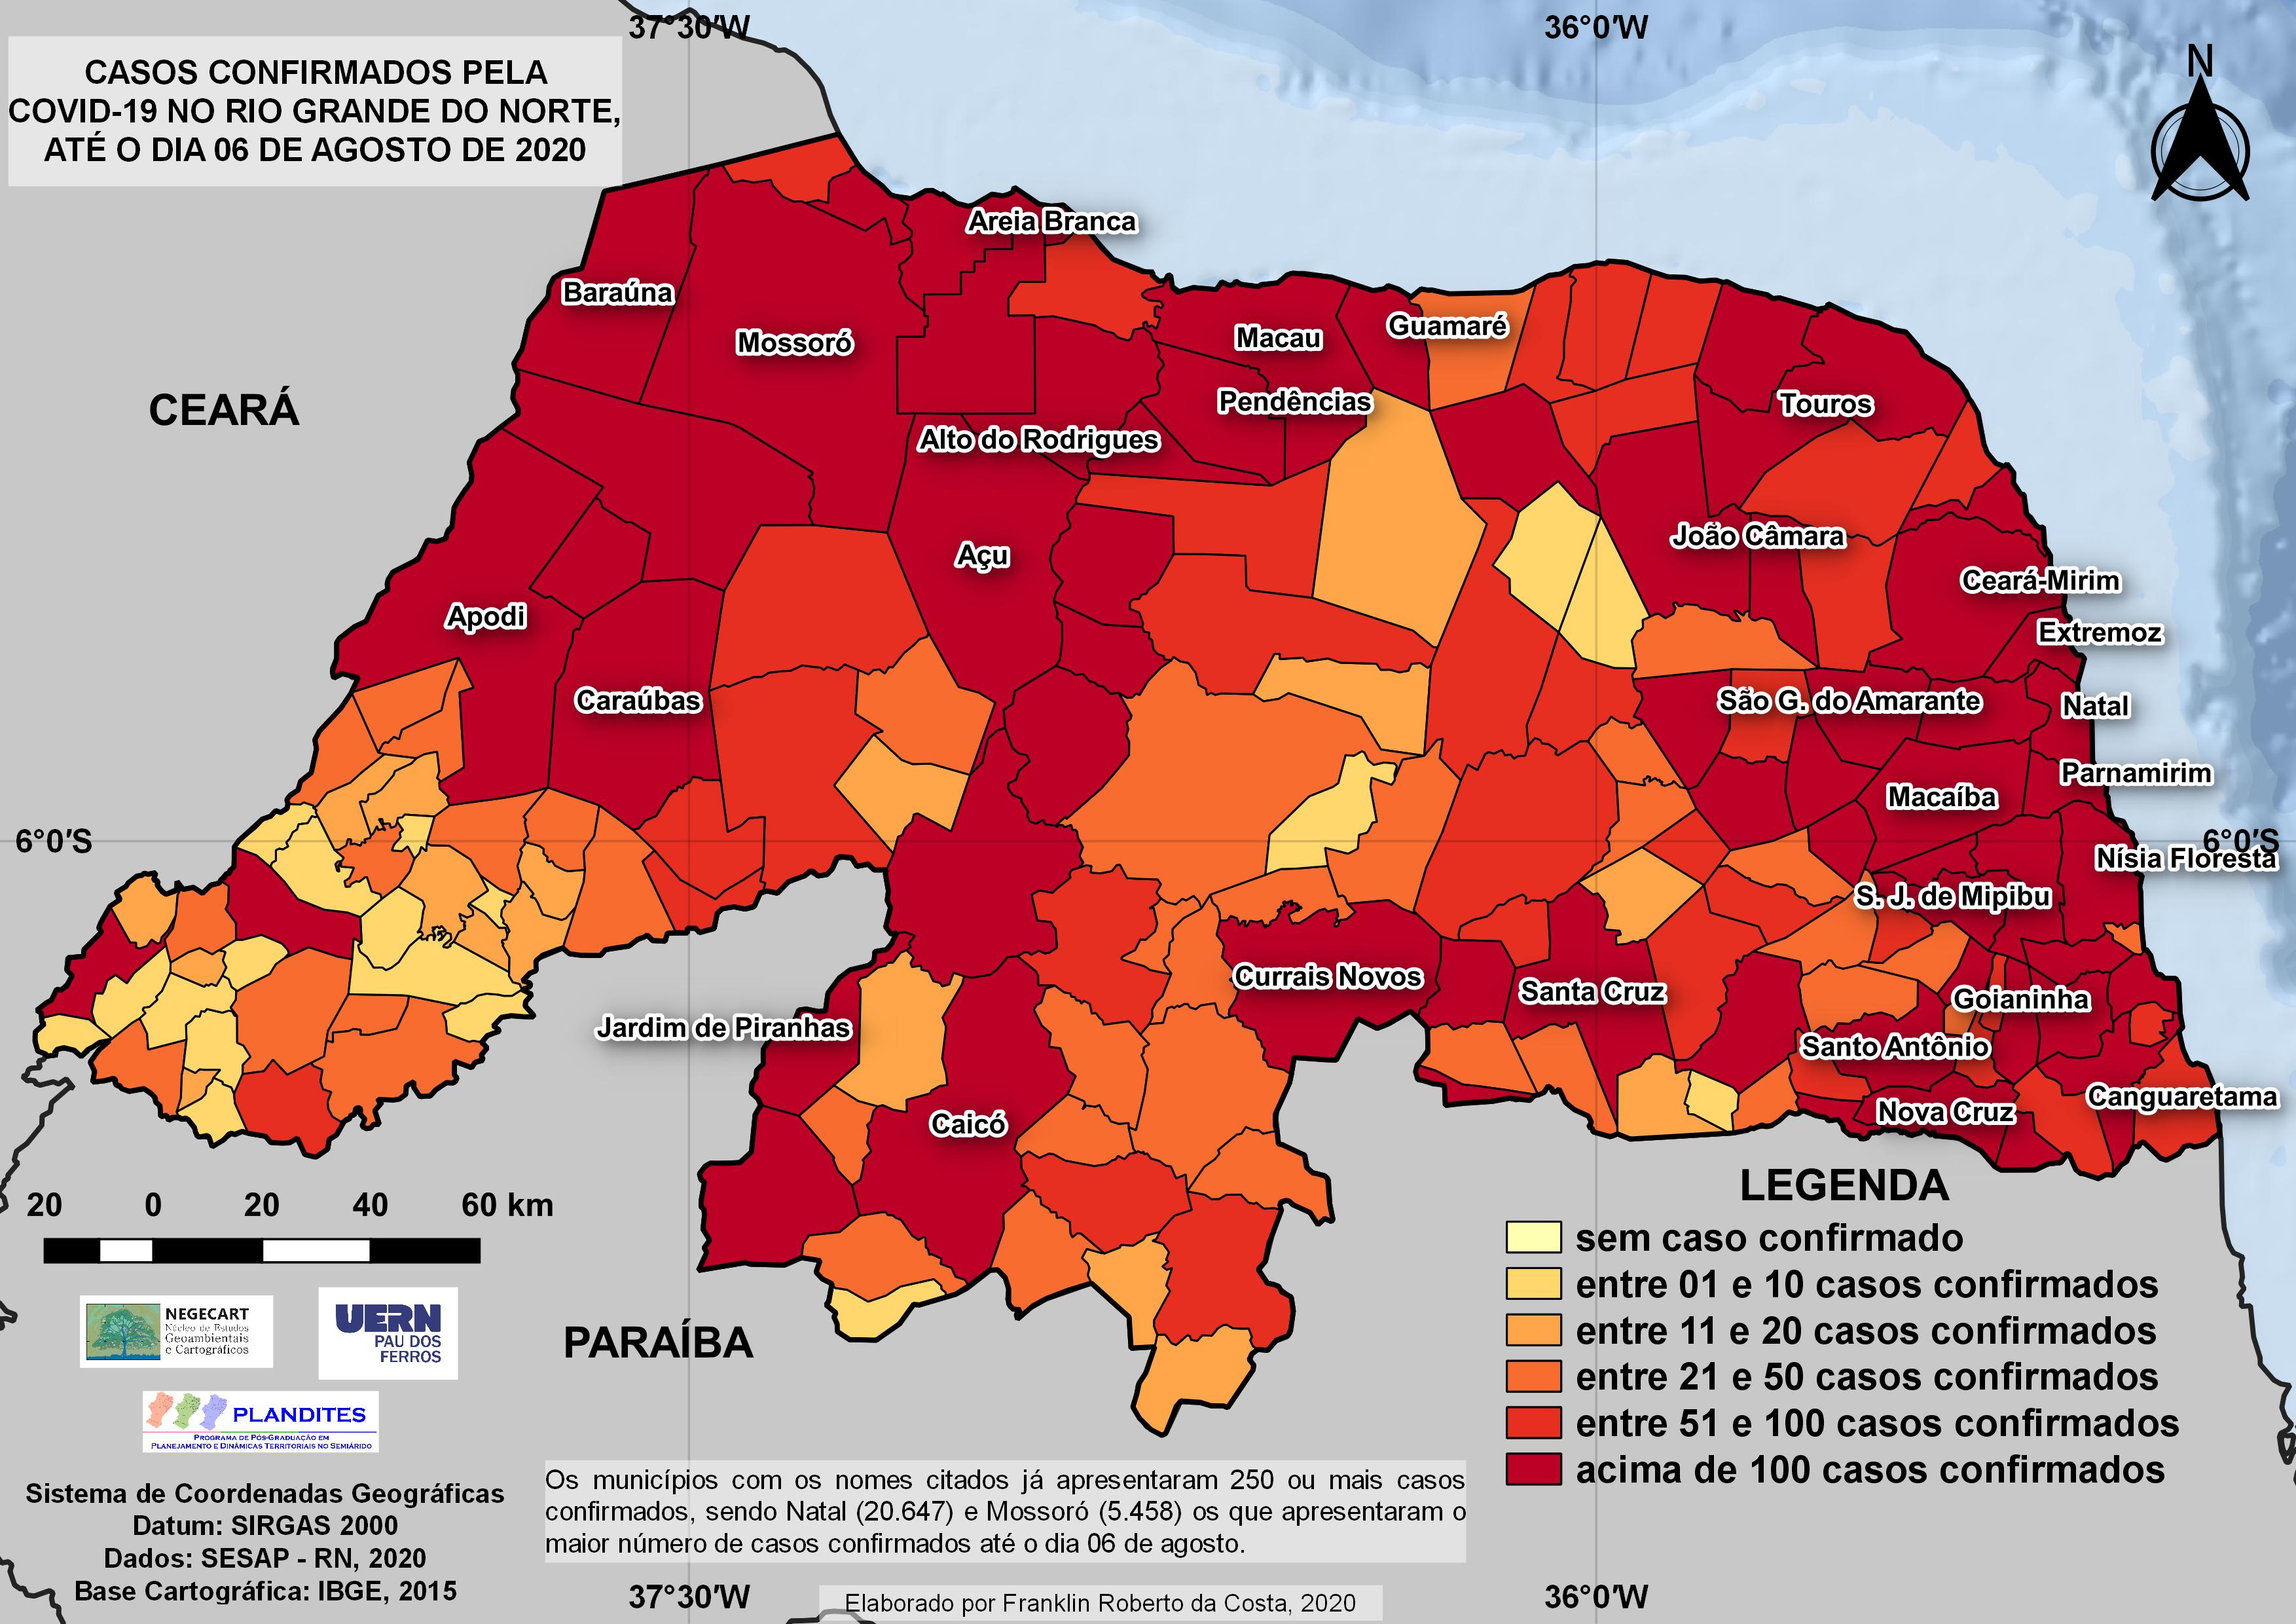 37°30'W
36°0'W
CASOS CONFIRMADOS PELA
COVID-19 NO RIO GRANDE DO NORTE,
ATÉ O DIA 06 DE AGOSTO DE 2020
N
Areia Branca
Baraúna
Mossoró
Macau
Guamaré
CEARÁ
Pendências
Touros
Alto do Rodrigues
Açu
João Câmara
Ceará-Mirim
Apodi
Extremoz
Caraúbas
São G. do Amarante
Natal
Parnamirim
Macaíba
6°0'S
6°0'S
Nísia Floresta
S. J. de Mipibu
Currais Novos
Santa Cruz
Goianinha
Jardim de Piranhas
Santo Antônio
Canguaretama
Nova Cruz
Caicó
LEGENDA
20 0 20 40 60 km
sem caso confirmado
entre 01 e 10 casos confirmados
entre 11 e 20 casos confirmados
entre 21 e 50 casos confirmados
entre 51 e 100 casos confirmados
acima de 100 casos confirmados
NEGECART
Núcleo de Estudos
Geoambientais
e Cartográficos
UERN
PAU DOS
FERROS
PARAÍBA
PLANDITES
PROGRAMA DE PÓS-GRADUAÇÃO EM
PLANEJAMENTO E DINÂMICAS TERRITORIAIS NO SEMIÁRIDO
Sistema de Coordenadas Geográficas
Datum: SIRGAS 2000
Dados: SESAP - RN, 2020
Base Cartográfica: IBGE, 2015
Os municípios com os nomes citados já apresentaram 250 ou mais casos
confirmados, sendo Natal (20.647) e Mossoró (5.458) os que apresentaram o
maior número de casos confirmados até o dia 06 de agosto.
37°30'W
Elaborado por Franklin Roberto da Costa, 2020
36°0'W